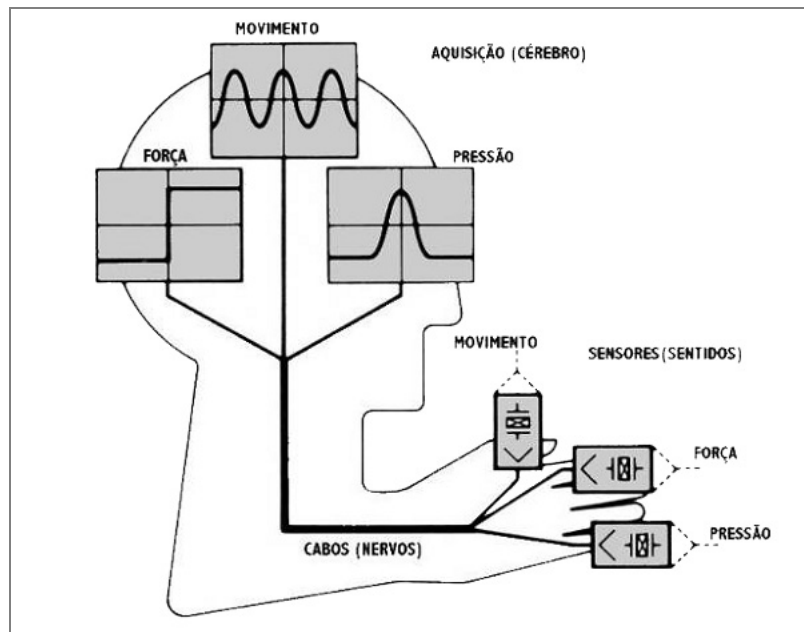 MOVIMENTO
AQUISIÇÃO (CÉREBRO)
FORÇA
PRESSÃO
MOVIMENTO
SENSORES (SENTIDOS)
FORÇA
PRESSÃO
CABOS (NERVOS)